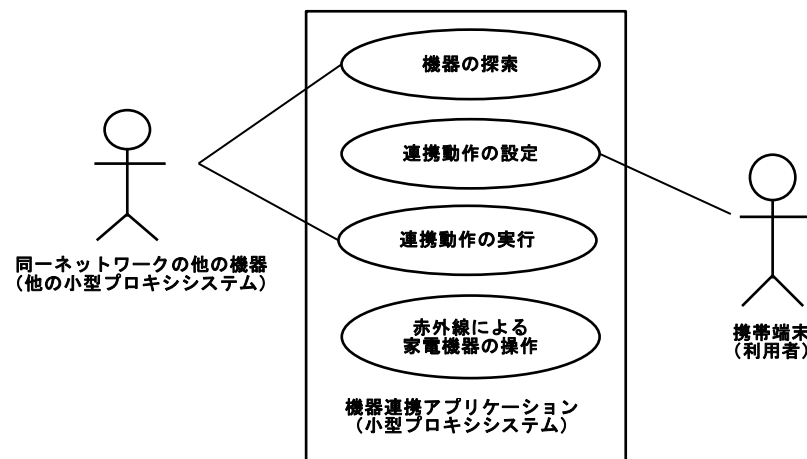 機器の探索
連携動作の設定
連携動作の実行
同一ネットワークの他の機器
（他の小型プロキシシステム）
赤外線による
家電機器の操作
携帯端末
（利用者）
機器連携アプリケーション
（小型プロキシシステム）